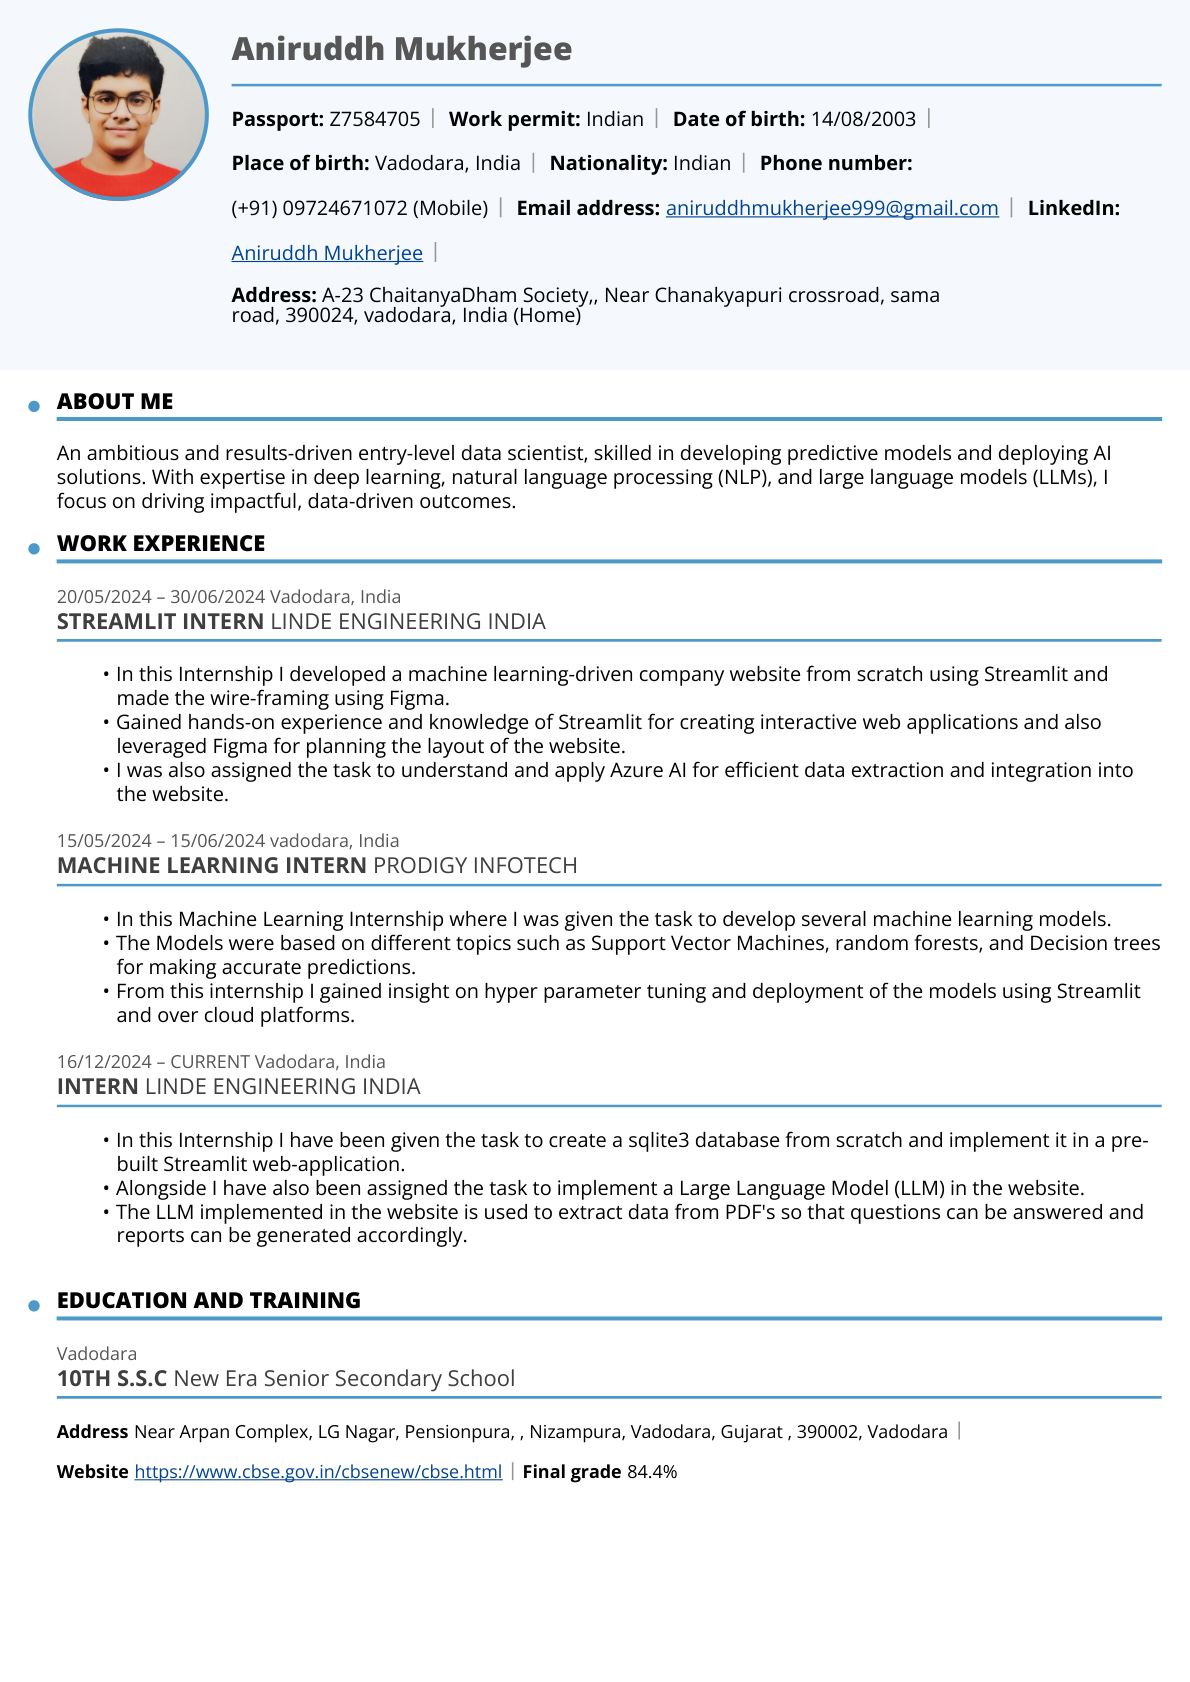 Aniruddh Mukherjee
Passport: Z7584705 | Work permit: Indian | Date of birth: 14/08/2003 |
Place of birth: Vadodara, India | Nationality: Indian | Phone number:
(+91) 09724671072 (Mobile) | Email address: aniruddhmukherjee999@gmail.com | LinkedIn:
Aniruddh Mukherjee |
Address: A-23 ChaitanyaDham Society,, Near Chanakyapuri crossroad, sama
road, 390024, vadodara, India (Home)
ABOUT ME
An ambitious and results-driven entry-level data scientist, skilled in developing predictive models and deploying AI
solutions. With expertise in deep learning, natural language processing (NLP), and large language models (LLMs), I
focus on driving impactful, data-driven outcomes.
WORK EXPERIENCE
20/05/2024 – 30/06/2024 Vadodara, India
STREAMLIT INTERN LINDE ENGINEERING INDIA
• In this Internship I developed a machine learning-driven company website from scratch using Streamlit and
made the wire-framing using Figma.
• Gained hands-on experience and knowledge of Streamlit for creating interactive web applications and also
leveraged Figma for planning the layout of the website.
• I was also assigned the task to understand and apply Azure AI for efficient data extraction and integration into
the website.
15/05/2024 – 15/06/2024 vadodara, India
MACHINE LEARNING INTERN PRODIGY INFOTECH
• In this Machine Learning Internship where I was given the task to develop several machine learning models.
• The Models were based on different topics such as Support Vector Machines, random forests, and Decision trees
for making accurate predictions.
• From this internship I gained insight on hyper parameter tuning and deployment of the models using Streamlit
and over cloud platforms.
16/12/2024 – CURRENT Vadodara, India
INTERN LINDE ENGINEERING INDIA
• In this Internship I have been given the task to create a sqlite3 database from scratch and implement it in a pre-
built Streamlit web-application.
• Alongside I have also been assigned the task to implement a Large Language Model (LLM) in the website.
• The LLM implemented in the website is used to extract data from PDF's so that questions can be answered and
reports can be generated accordingly.
EDUCATION AND TRAINING
Vadodara
10TH S.S.C New Era Senior Secondary School
Address Near Arpan Complex, LG Nagar, Pensionpura, , Nizampura, Vadodara, Gujarat , 390002, Vadodara |
Website https://www.cbse.gov.in/cbsenew/cbse.html | Final grade 84.4%